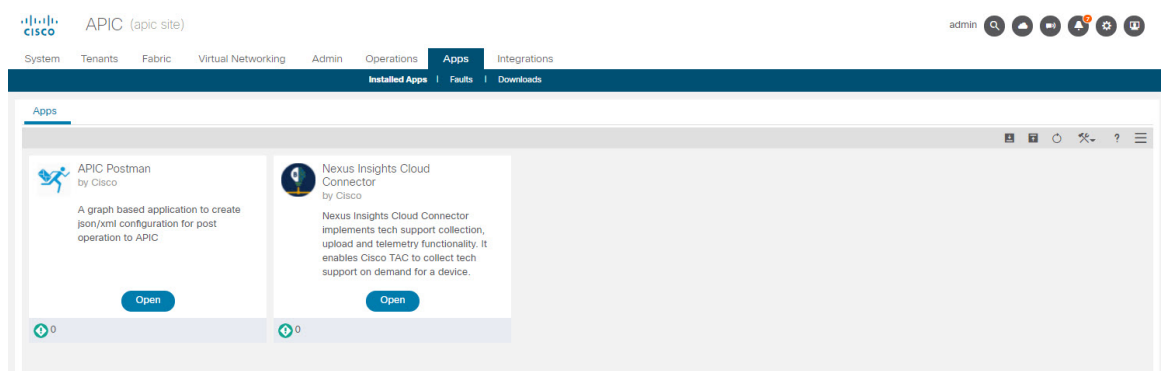 CISCO
APIC (apic site)
admin
7
System Tenants Fabric Virtual Networking Admin Operations Apps Integrations
Installed Apps | Faults | Downloads
Apps
?
APIC Postman
by Cisco
A graph based application to create
json/xml configuration for post
operation to APIC
Open
0
Nexus Insights Cloud
Connector
by Cisco
Nexus Insights Cloud Connector
implements tech support collection,
upload and telemetry functionality. It
enables Cisco TAC to collect tech
support on demand for a device.
Open
0